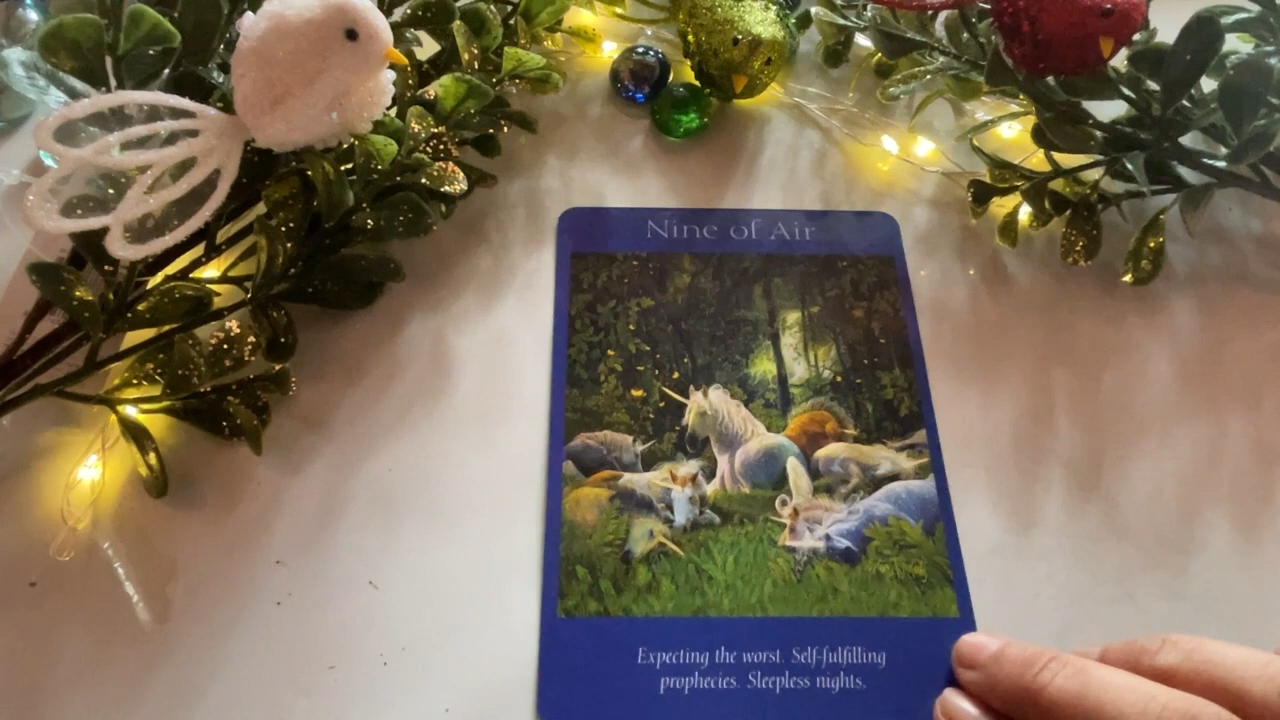 Nine of Air
Expecting the worst. Self-fulfilling
prophecies. Sleepless nights.